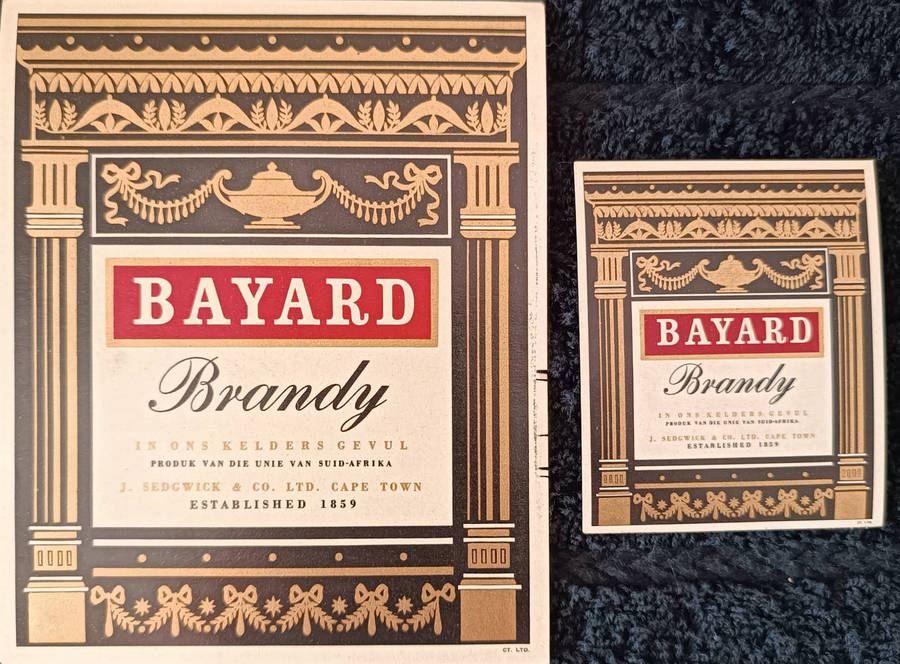 BAYARD
Brandy
IN ONS KELDERS GEVUL
PRODUK VAN DIE UNIE VAN SUID-AFRIKA
J. SEDGWICK & CO. LTD. CAPE TOWN
ESTABLISHED 1859
CT. LTD.
BAYARD
Brandy
IN ONS KELDERS GEVUL
PRODUK VAN DIE UNIE VAN SUID-AFRIKA
J. SEDGWICK & CO. LTD. CAPE TOWN
ESTABLISHED 1859
CT. LTD.